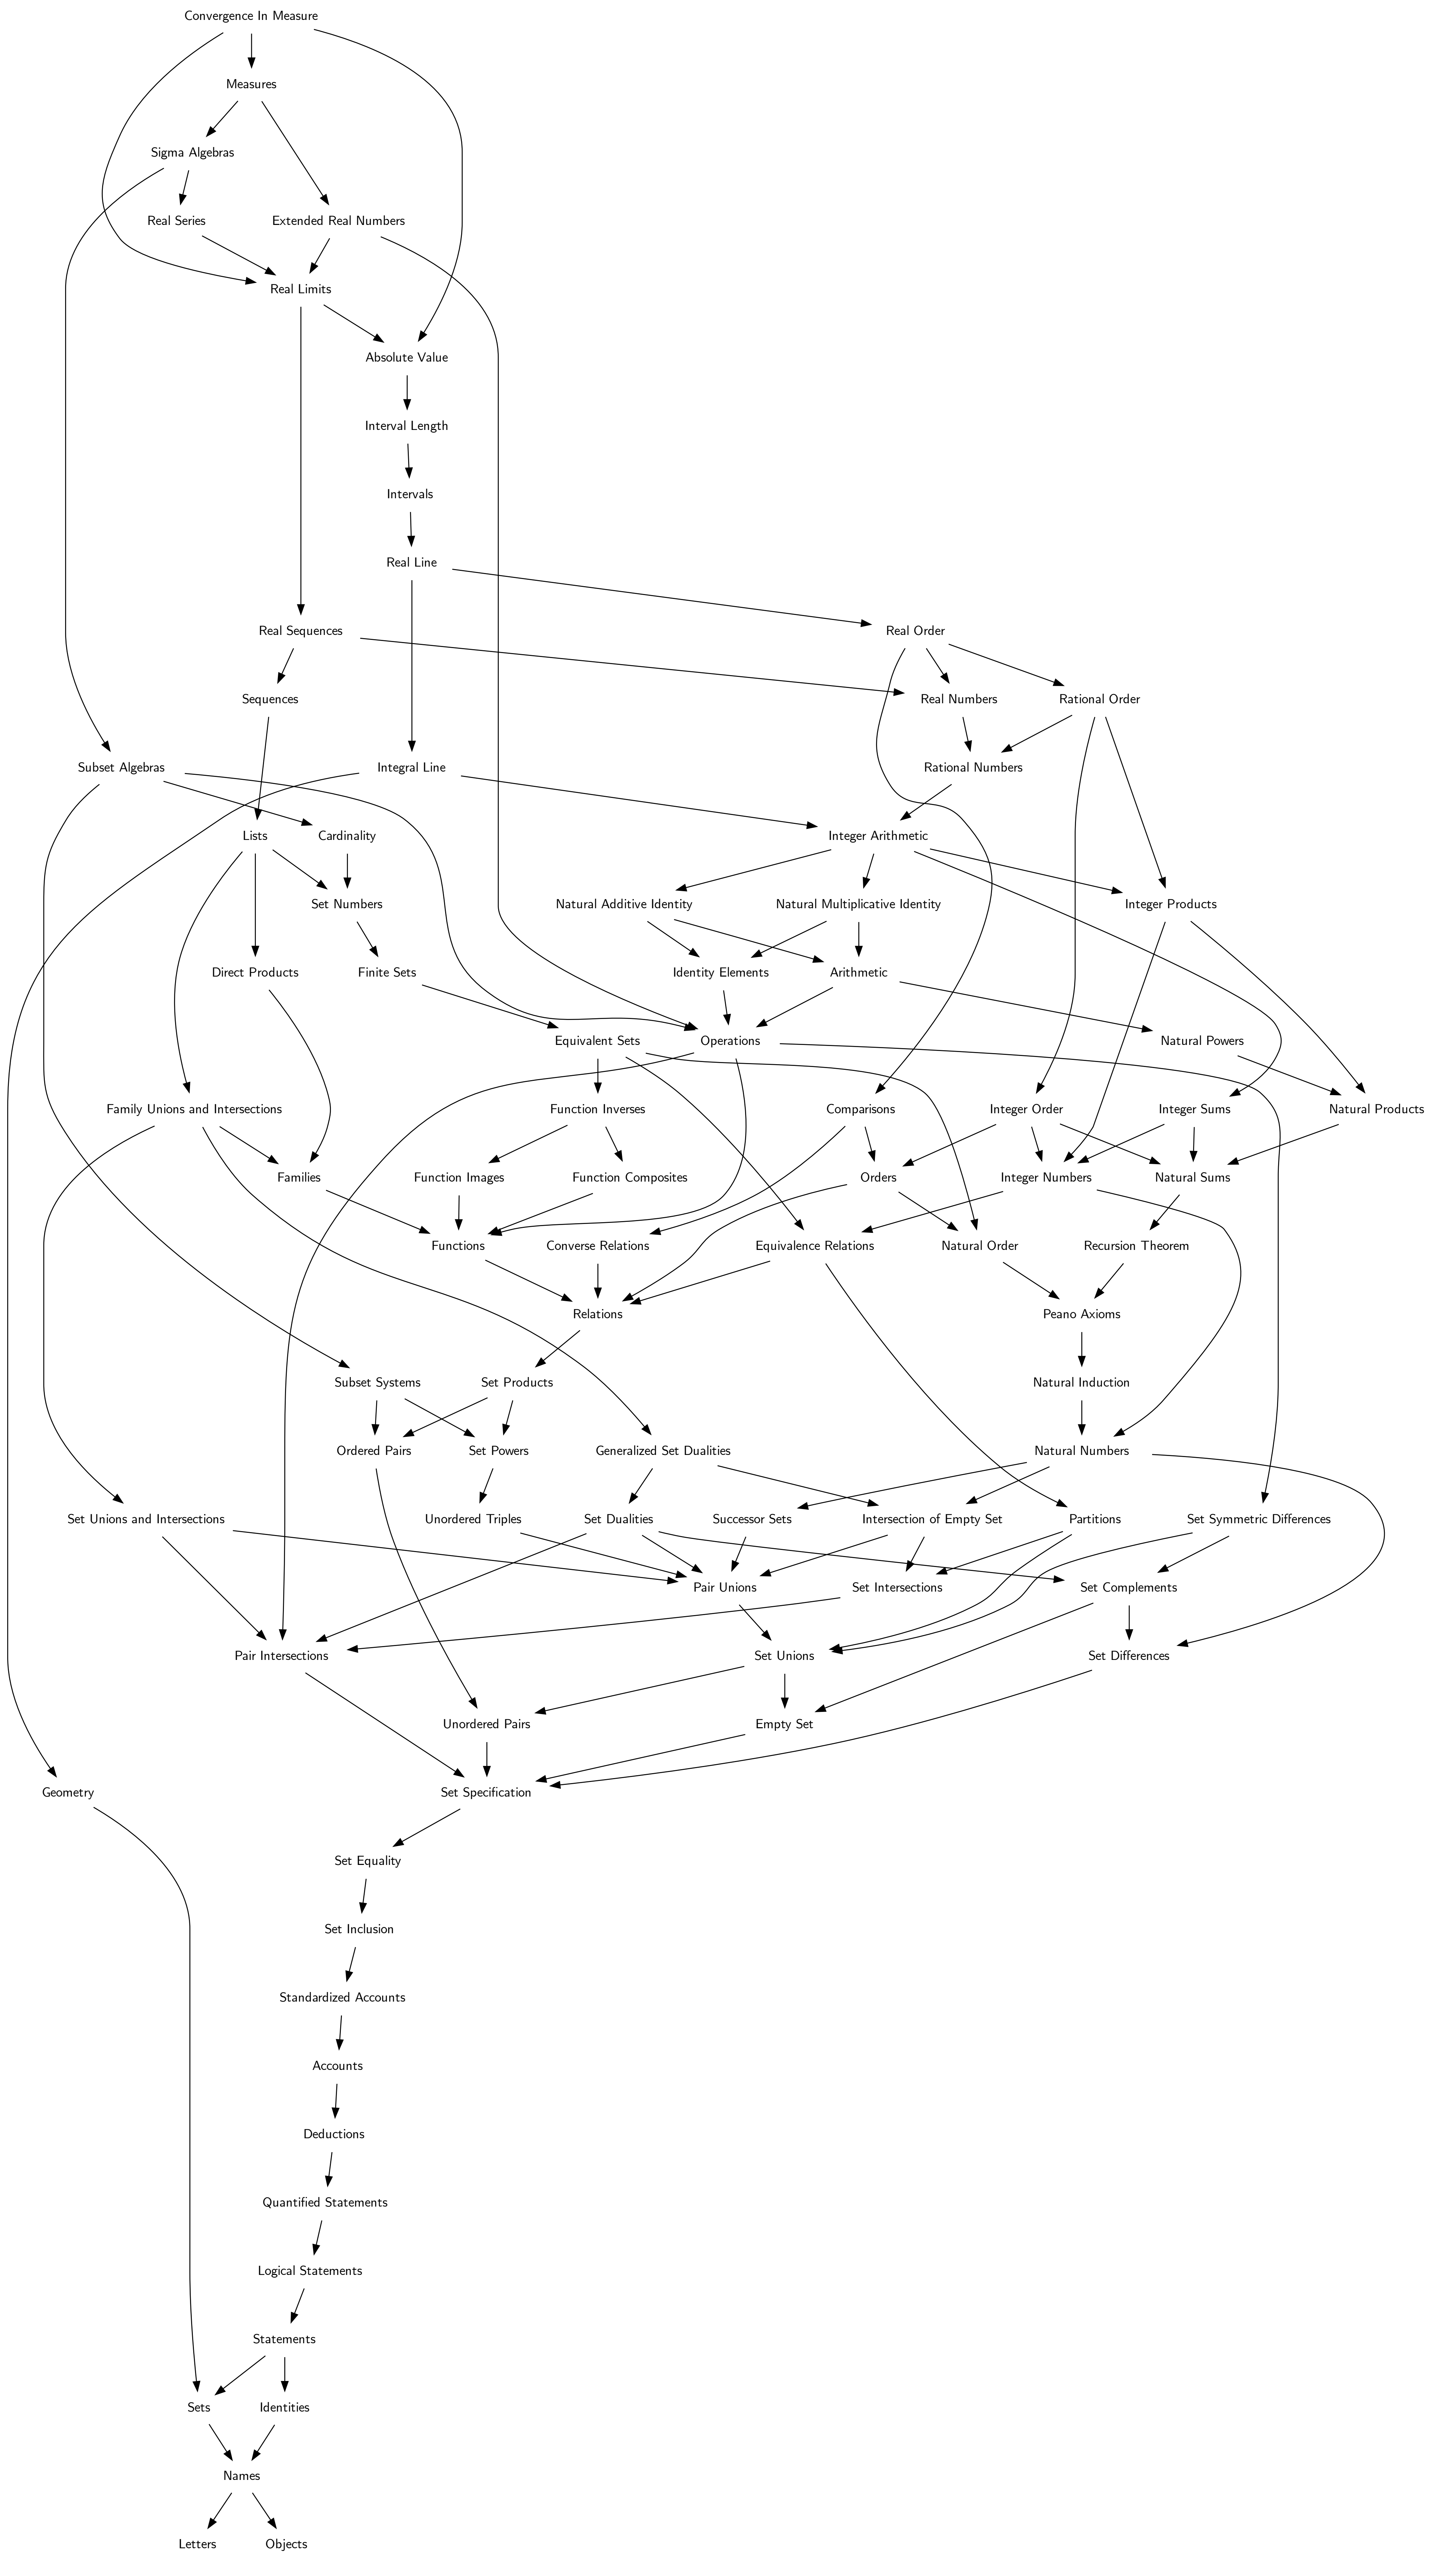 Convergence In Measure
Measures
Sigma Algebras
Real Series
Extended Real Numbers
Real Limits
Absolute Value
Interval Length
Intervals
Real Line
Real Sequences
Real Order
Sequences
Real Numbers
Rational Order
Subset Algebras
Integral Line
Rational Numbers
Lists
Cardinality
Integer Arithmetic
Set Numbers
Natural Additive Identity
Natural Multiplicative Identity
Integer Products
Direct Products
Finite Sets
Identity Elements
Arithmetic
Equivalent Sets
Operations
Natural Powers
Family Unions and Intersections
Function Inverses
Comparisons
Integer Order
Integer Sums
Natural Products
Families
Function Images
Function Composites
Orders
Integer Numbers
Natural Sums
Functions
Converse Relations
Equivalence Relations
Natural Order
Recursion Theorem
Relations
Peano Axioms
Subset Systems
Set Products
Natural Induction
Ordered Pairs
Set Powers
Generalized Set Dualities
Natural Numbers
Set Unions and Intersections
Unordered Triples
Set Dualities
Successor Sets
Intersection of Empty Set
Partitions
Set Symmetric Differences
Pair Unions
Set Intersections
Set Complements
Pair Intersections
Set Unions
Set Differences
Unordered Pairs
Empty Set
Geometry
Set Specification
Set Equality
Set Inclusion
Standardized Accounts
Accounts
Deductions
Quantified Statements
Logical Statements
Statements
Sets
Identities
Names
Letters
Objects